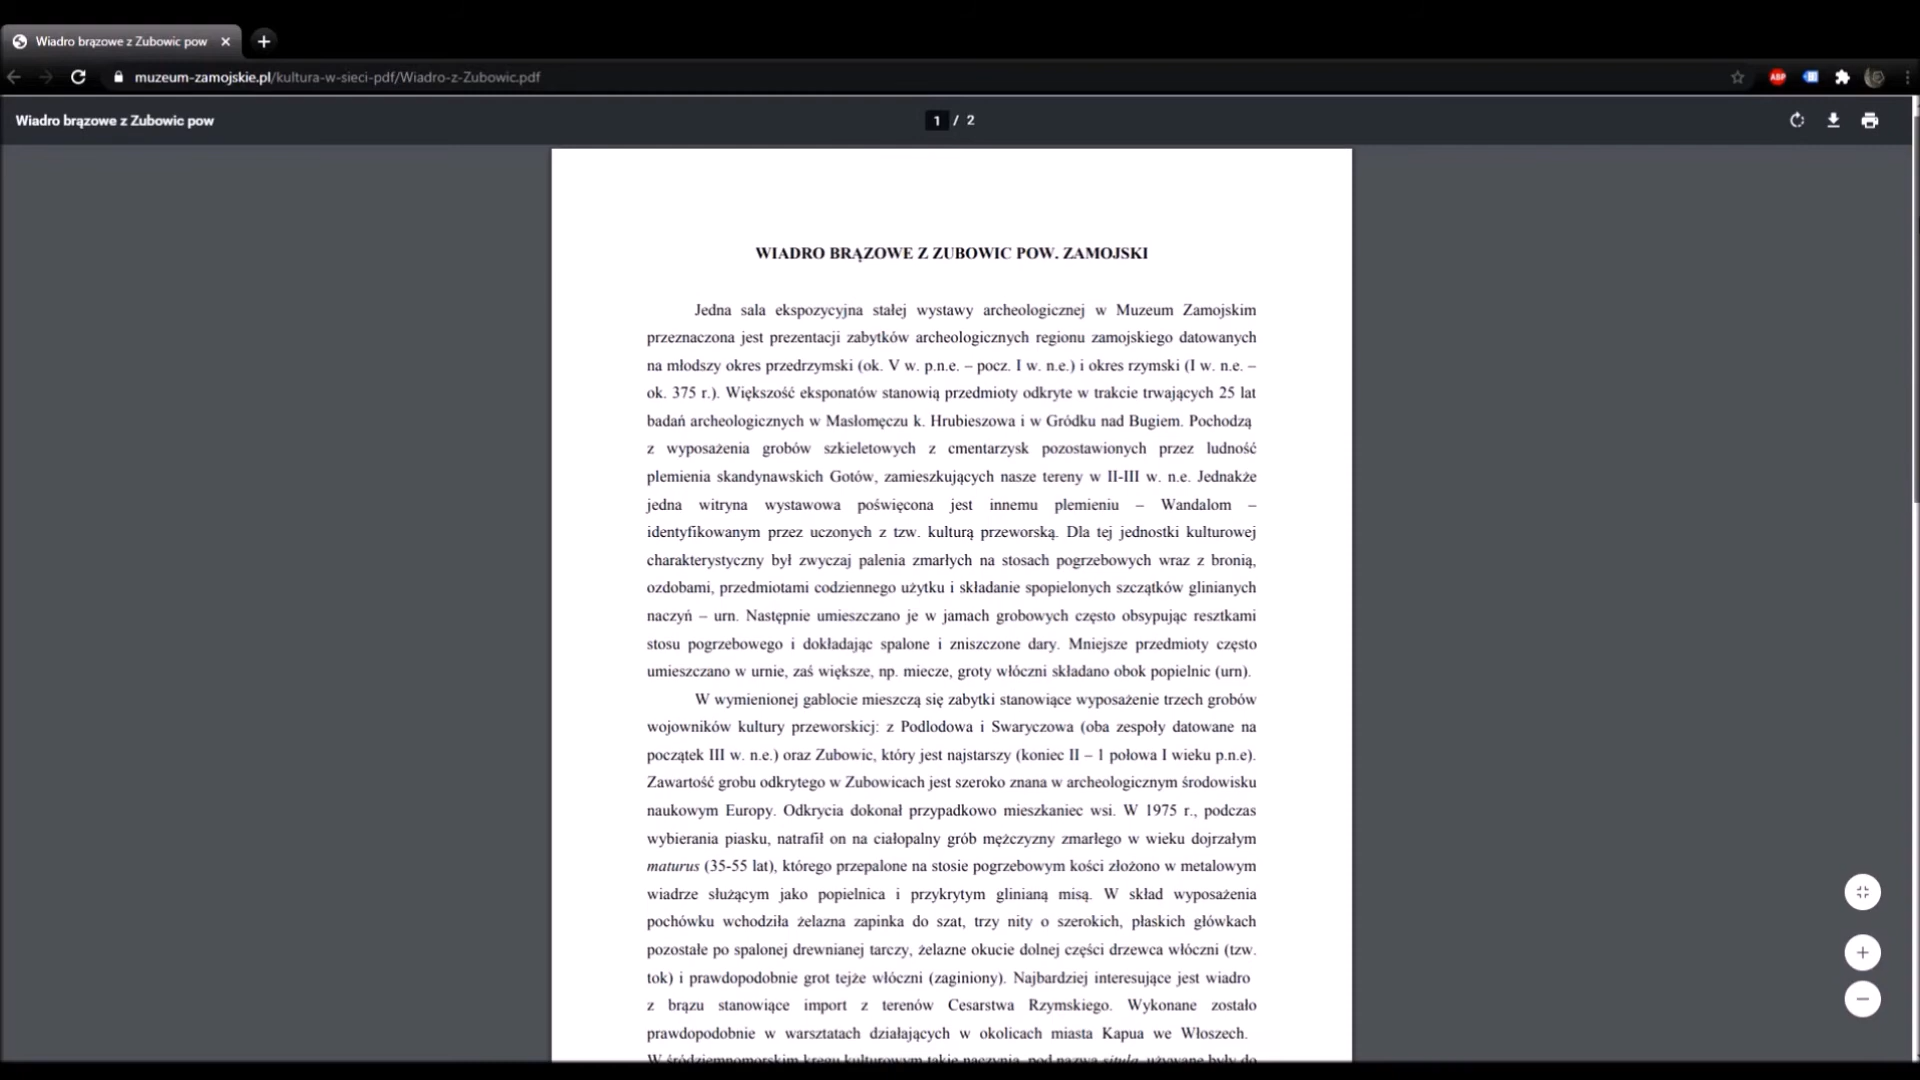 Wiadro brązowe z Zubowic pow
muzeum-zamojskie.pl/kultura-w-sieci-pdf/Wiadro-z-Zubowic.pdf
ABP
Wiadro brązowe z Zubowic pow
1 / 2
WIADRO BRĄZOWE Z ZUBOWIC POW. ZAMOJSKI
Jedna sala ekspozycyjna stałej wystawy archeologicznej w Muzeum Zamojskim
przeznaczona jest prezentacji zabytków archeologicznych regionu zamojskiego datowanych
na młodszy okres przedrzymski (ok. V w. p.n.e. – pocz. I w. n.e.) i okres rzymski (I w. n.e. –
ok. 375 r.). Większość eksponatów stanowią przedmioty odkryte w trakcie trwających 25 lat
badań archeologicznych w Masłomęczu k. Hrubieszowa i w Gródku nad Bugiem. Pochodzą
z wyposażenia grobów szkieletowych z cmentarzysk pozostawionych przez ludność
plemienia skandynawskich Gotów, zamieszkujących nasze tereny w II-III w. n.e. Jednakże
jedna witryna wystawowa poświęcona jest innemu plemieniu – Wandalom –
identyfikowanym przez uczonych z tzw. kulturą przeworską. Dla tej jednostki kulturowej
charakterystyczny był zwyczaj palenia zmarłych na stosach pogrzebowych wraz z bronią,
ozdobami, przedmiotami codziennego użytku i składanie spopielonych szczątków glinianych
naczyń – urn. Następnie umieszczano je w jamach grobowych często obsypując resztkami
stosu pogrzebowego i dokładając spalone i zniszczone dary. Mniejsze przedmioty często
umieszczano w urnie, zaś większe, np. miecze, groty włóczni składano obok popielnic (urn).
W wymienionej gablocie mieszczą się zabytki stanowiące wyposażenie trzech grobów
wojowników kultury przeworskiej: z Podlodowa i Swaryczowa (oba zespoły datowane na
początek III w. n.e.) oraz Zubowic, który jest najstarszy (koniec II – 1 połowa I wieku p.n.e).
Zawartość grobu odkrytego w Zubowicach jest szeroko znana w archeologicznym środowisku
naukowym Europy. Odkrycia dokonał przypadkowo mieszkaniec wsi. W 1975 r., podczas
wybierania piasku, natrafił on na ciałopalny grób mężczyzny zmarłego w wieku dojrzałym
maturus (35-55 lat), którego przepalone na stosie pogrzebowym kości złożono w metalowym
wiadrze służącym jako popielnica i przykrytym glinianą misą. W skład wyposażenia
pochówku wchodziła żelazna zapinka do szat, trzy nity o szerokich, płaskich główkach
pozostałe po spalonej drewnianej tarczy, żelazne okucie dolnej części drzewca włóczni (tzw.
tok) i prawdopodobnie grot tejże włóczni (zaginiony). Najbardziej interesujące jest wiadro
z brązu stanowiące import z terenów Cesarstwa Rzymskiego. Wykonane zostało
prawdopodobnie w warsztatach działających w okolicach miasta Kapua we Włoszech.
W śródziemnomorskim kręgu kulturowym takie naczynia, pod nazwą situla, używane były do